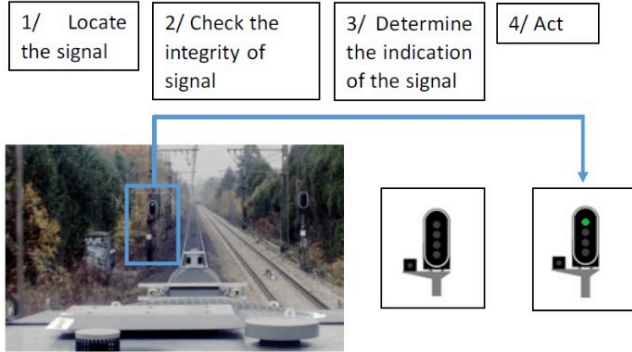 1/ Locate
the signal
2/ Check the
integrity of
signal
3/ Determine
the indication
of the signal
4/ Act